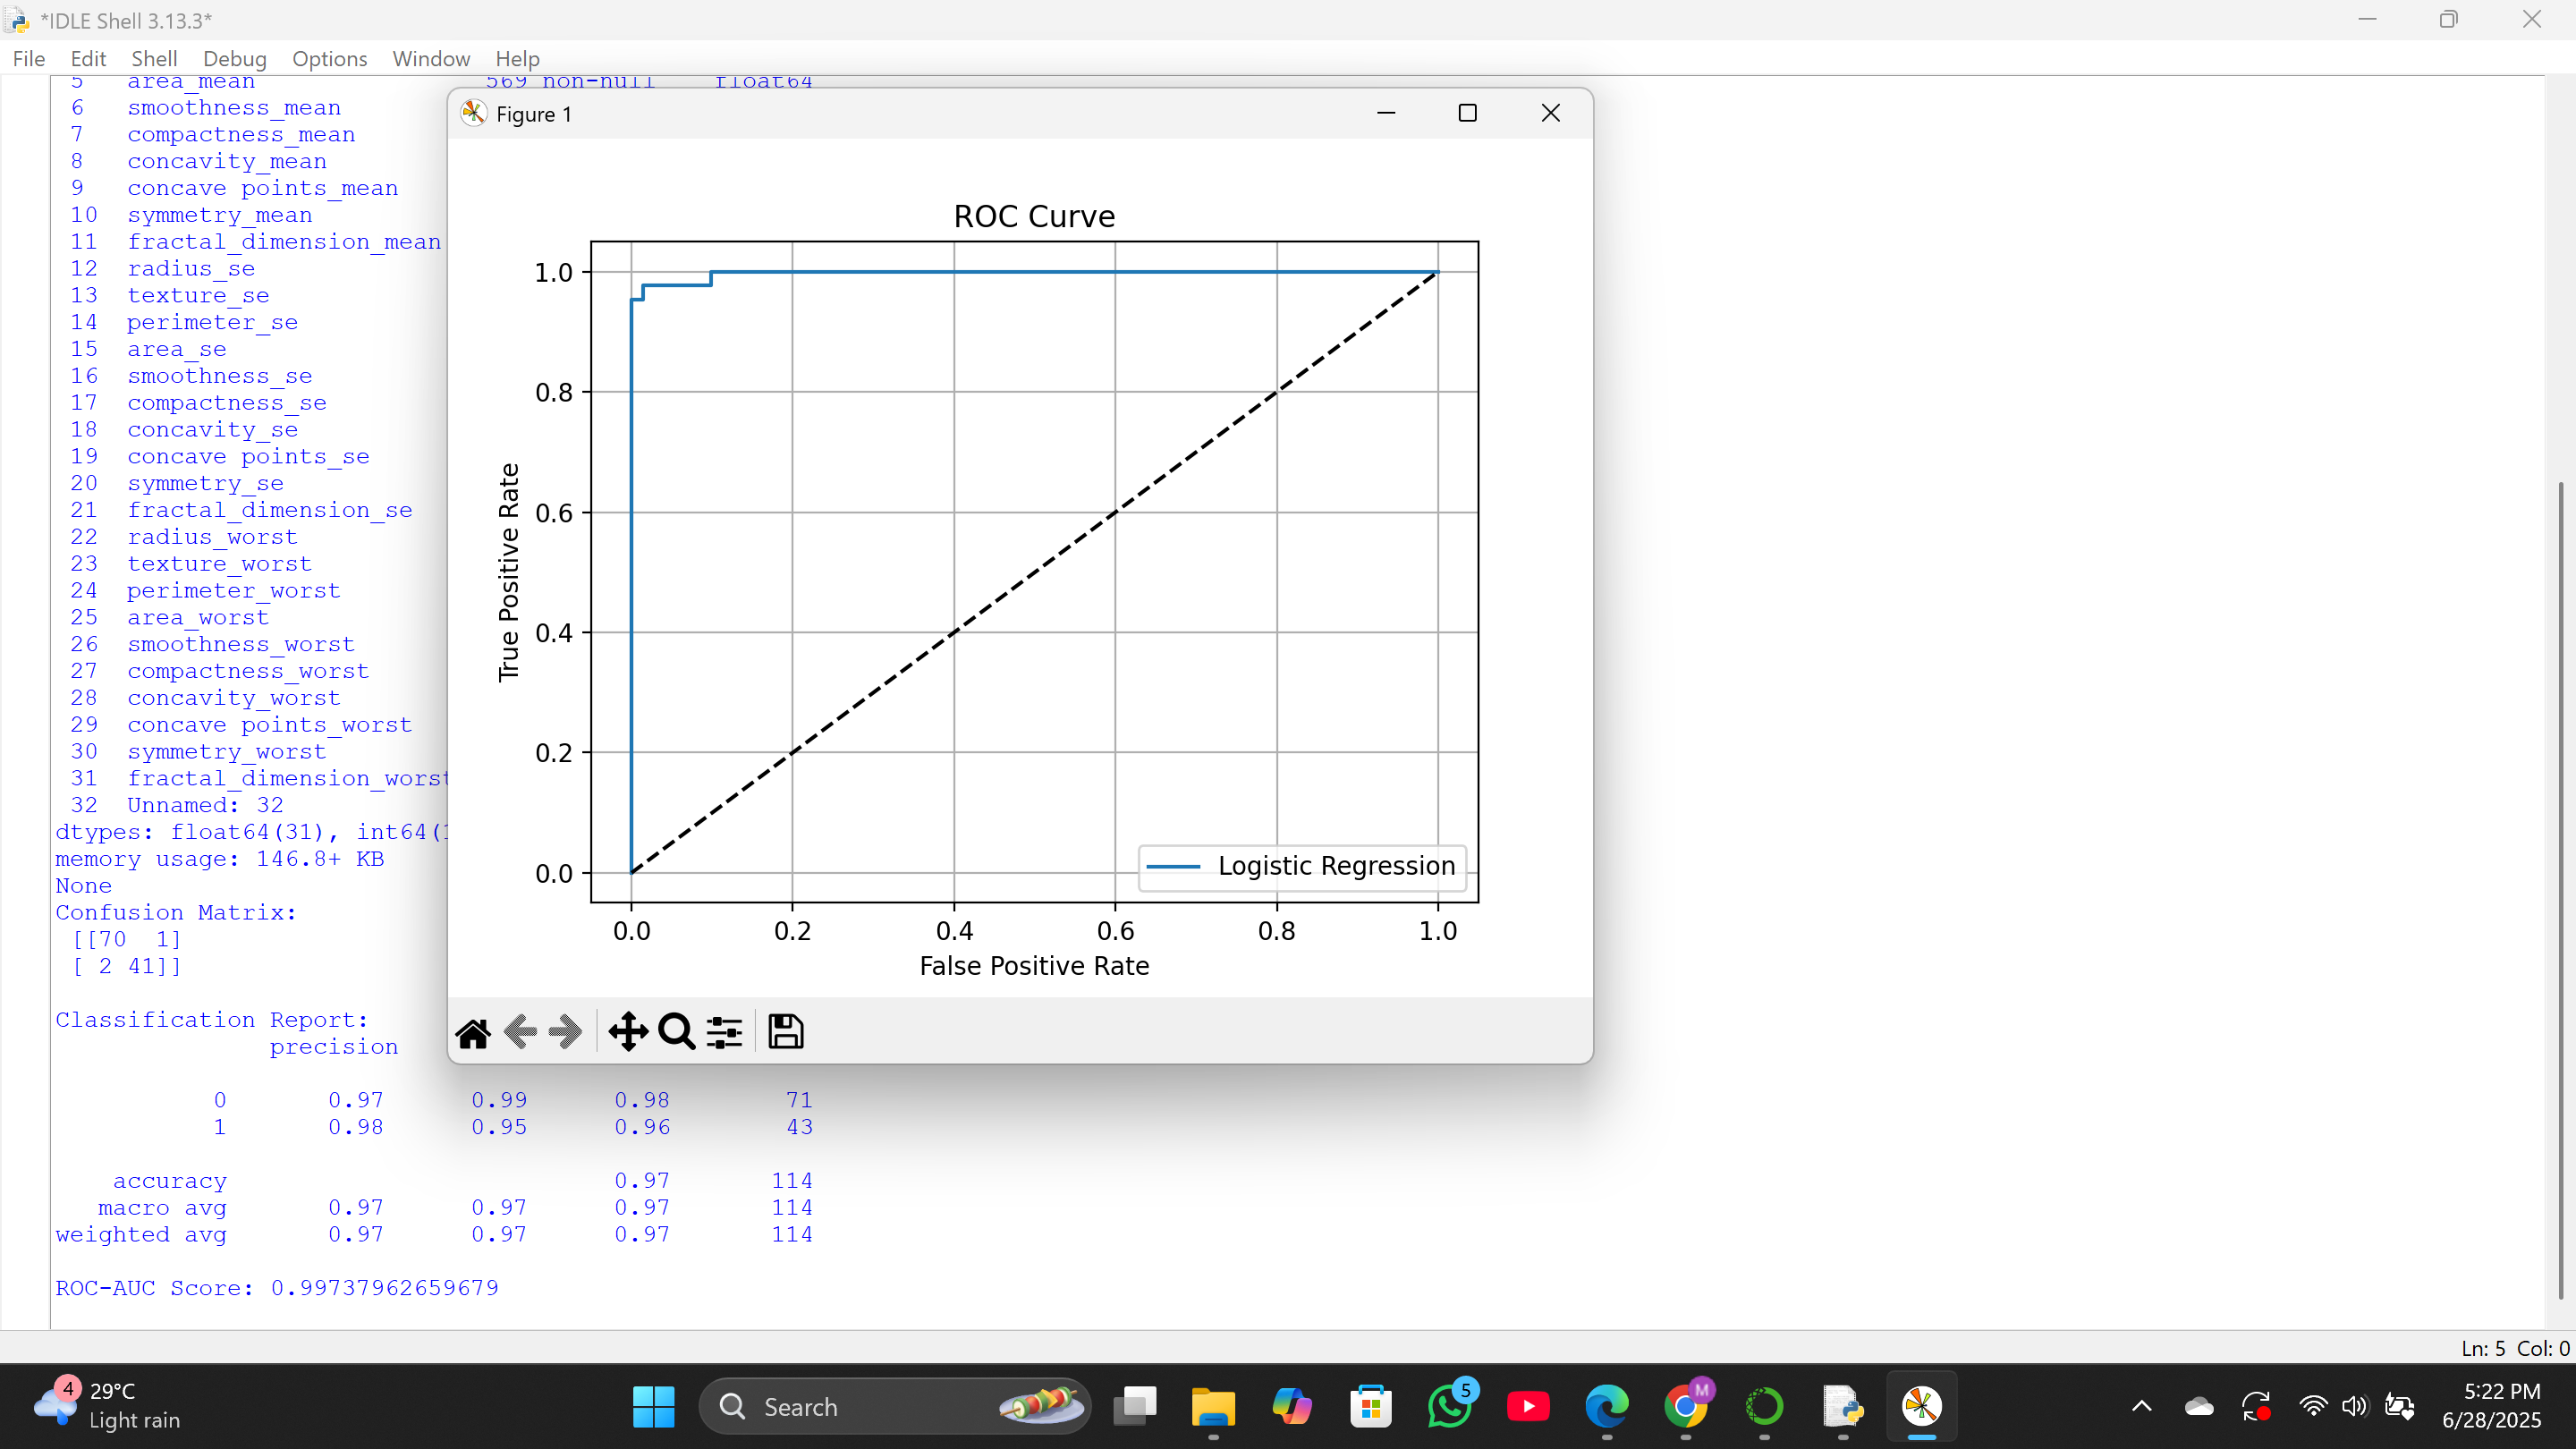 *IDLE Shell 3.13.3*
File Edit Shell Debug Options Window Help
5 area_mean 569 non-null float64
6 smoothness_mean
7 compactness_mean
8 concavity_mean
9 concave points_mean
10 symmetry_mean
11 fractal_dimension_mean
12 radius_se
13 texture_se
14 perimeter_se
15 area_se
16 smoothness_se
17 compactness_se
18 concavity_se
19 concave points_se
20 symmetry_se
21 fractal_dimension_se
22 radius_worst
23 texture_worst
24 perimeter_worst
25 area_worst
26 smoothness_worst
27 compactness_worst
28 concavity_worst
29 concave points_worst
30 symmetry_worst
31 fractal_dimension_worst
32 Unnamed: 32
dtypes: float64(31), int64(1
memory usage: 146.8+ KB
None
Confusion Matrix:
[[70 1]
[ 2 41]]
Classification Report:
precision
0 0.97 0.99 0.98 71
1 0.98 0.95 0.96 43
accuracy 0.97 114
macro avg 0.97 0.97 0.97 114
weighted avg 0.97 0.97 0.97 114
ROC-AUC Score: 0.99737962659679
Figure 1
ROC Curve
True Positive Rate
1.0
0.8
0.6
0.4
0.2
0.0
Logistic Regression
0.0 0.2 0.4 0.6 0.8 1.0
False Positive Rate
Ln: 5 Col: 0
4
29°C
Light rain
Search
5
M
5:22 PM
6/28/2025